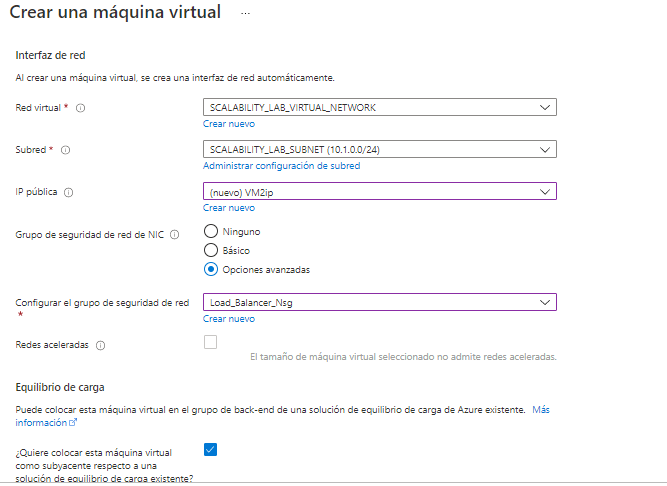 Crear una máquina virtual ...
Interfaz de red
Al crear una máquina virtual, se crea una interfaz de red automáticamente.
Red virtual *
SCALABILITY_LAB_VIRTUAL_NETWORK
Crear nuevo
Subred *
SCALABILITY_LAB_SUBNET (10.1.0.0/24)
Administrar configuración de subred
IP pública
(nuevo) VM2ip
Crear nuevo
Grupo de seguridad de red de NIC
Ninguno
Básico
Opciones avanzadas
Configurar el grupo de seguridad de red
*
Load_Balancer_Nsg
Crear nuevo
Redes aceleradas
El tamaño de máquina virtual seleccionado no admite redes aceleradas.
Equilibrio de carga
Puede colocar esta máquina virtual en el grupo de back-end de una solución de equilibrio de carga de Azure existente. Más
información
¿Quiere colocar esta máquina virtual
como subyacente respecto a una
solución de equilibrio de carga existente?